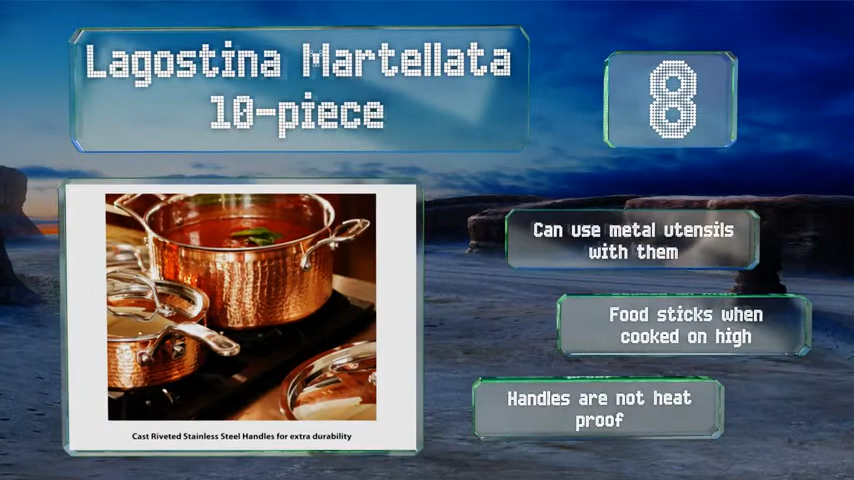 Lagostina Martellata
10-piece
8
Can use metal utensils
with them
Food sticks when
cooked on high
Handles are not heat
proof
Cast Riveted Stainless Steel Handles for extra durability